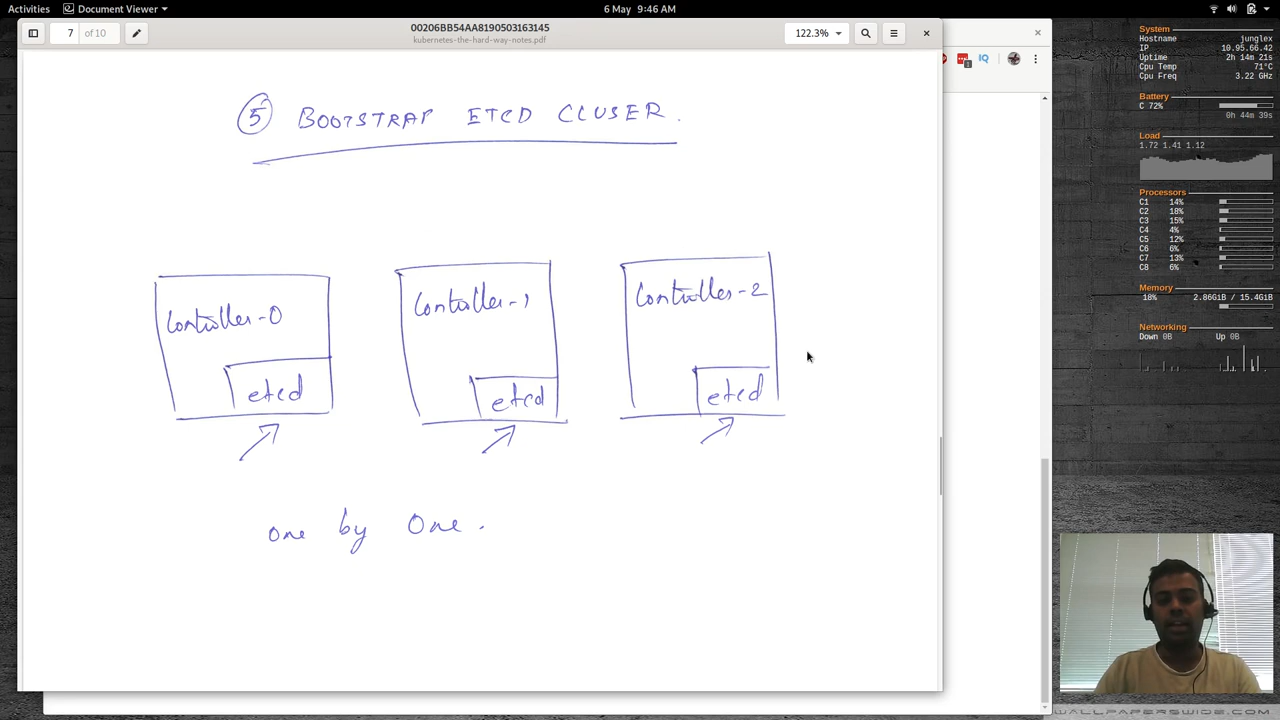 Activities Document Viewer 6 May 9:46 AM
7 of 10
00206BB54AA8190503163145
kubernetes-the-hard-way-notes.pdf
122.3%
IQ
1
5 BOOTSTRAP ETCD CLUSER.
Controller-0
Controller-1
Controller-2
etcd
etcd
etcd
one by One.
System
Hostname junglex
IP 10.95.66.42
Uptime 2h 14m 21s
Cpu Temp 71°C
Cpu Freq 3.22 GHz
Battery
C 72%
0h 44m 39s
Load
1.72 1.41 1.12
Processors
C1 14%
C2 18%
C3 15%
C4 4%
C5 12%
C6 6%
C7 13%
C8 6%
Memory
18% 2.86GiB / 15.4GiB
Networking
Down 0B Up 0B
WALLPAPERSWIDE.COM